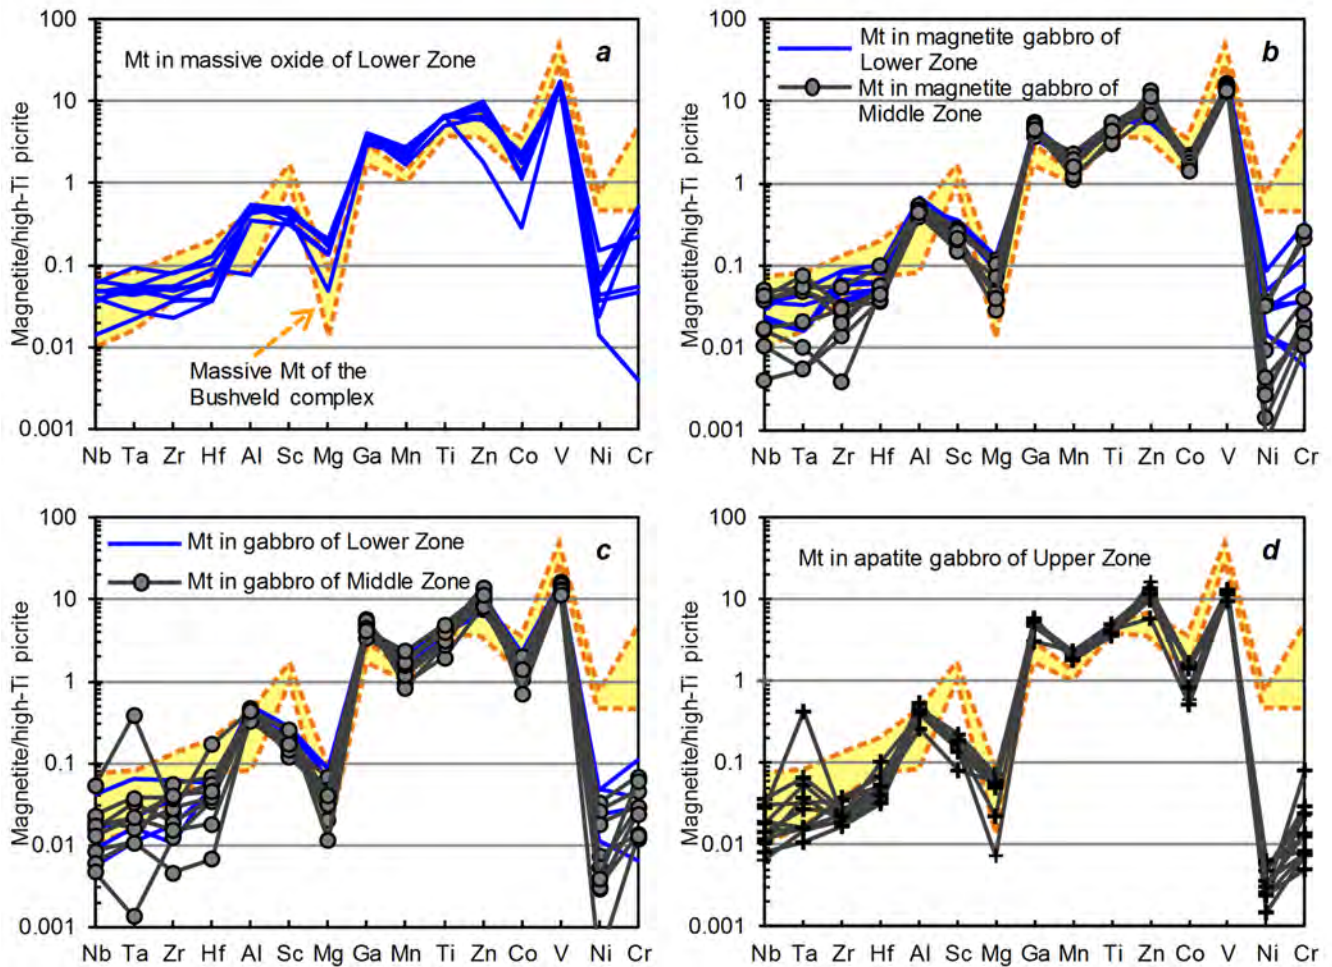 100
10
1
0.1
0.01
0.001
Magnetite/high-Ti picrite
Mt in massive oxide of Lower Zone
a
Massive Mt of the
Bushveld complex
Nb Ta Zr Hf Al Sc Mg Ga Mn Ti Zn Co V Ni Cr
100
10
1
0.1
0.01
0.001
Magnetite/high-Ti picrite
Mt in magnetite gabbro of
Lower Zone
Mt in magnetite gabbro of
Middle Zone
b
Nb Ta Zr Hf Al Sc Mg Ga Mn Ti Zn Co V Ni Cr
100
10
1
0.1
0.01
0.001
Magnetite/high-Ti picrite
Mt in gabbro of Lower Zone
Mt in gabbro of Middle Zone
c
Nb Ta Zr Hf Al Sc Mg Ga Mn Ti Zn Co V Ni Cr
100
10
1
0.1
0.01
0.001
Magnetite/high-Ti picrite
Mt in apatite gabbro of Upper Zone
d
Nb Ta Zr Hf Al Sc Mg Ga Mn Ti Zn Co V Ni Cr